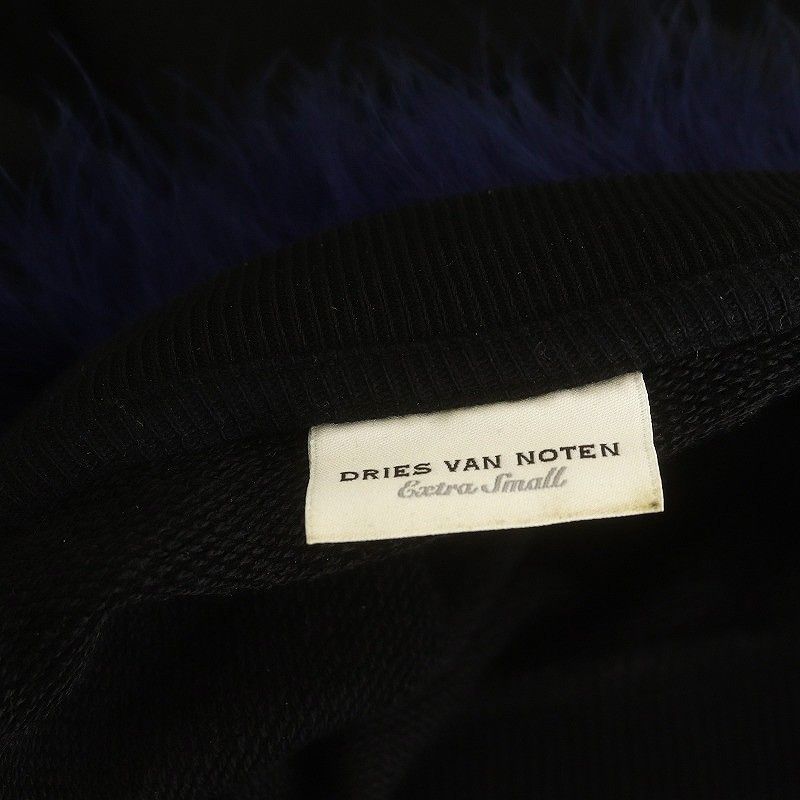 DRIES VAN NOTEN
Extra Small